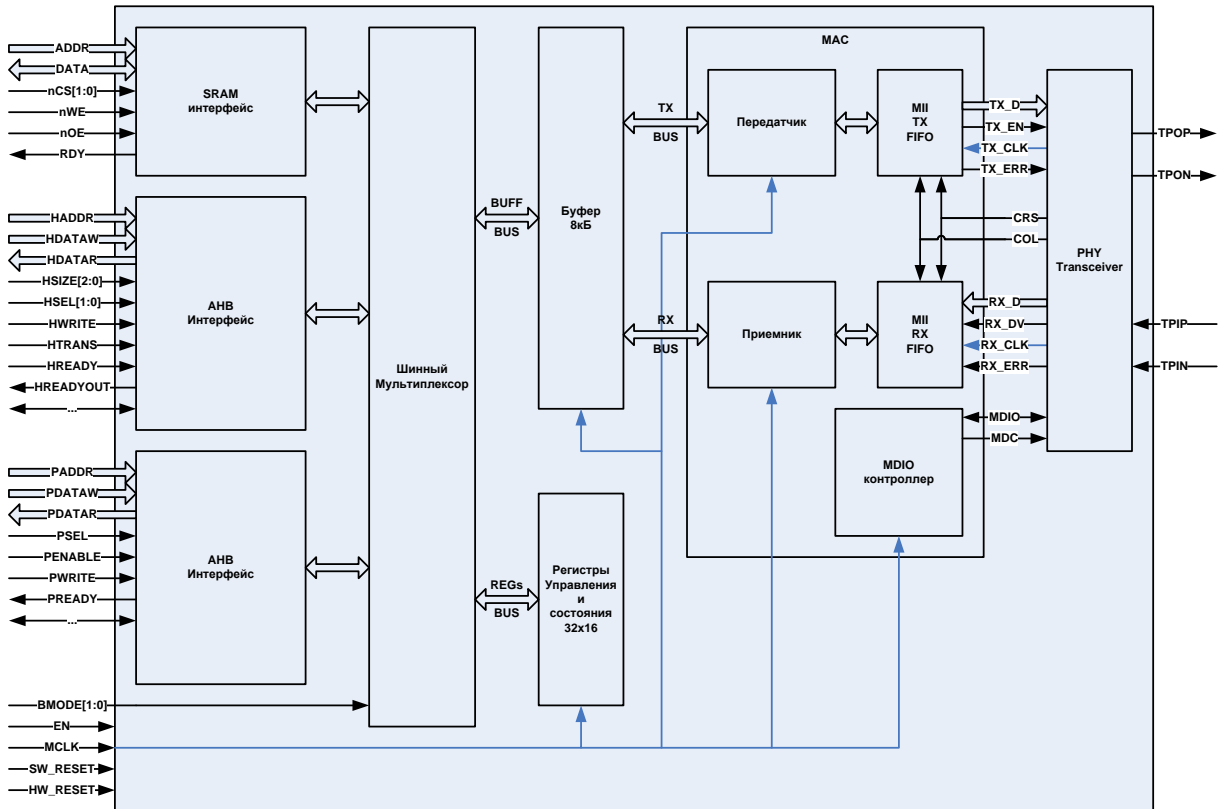 ADDR
DATA
nCS[1:0]
nWE
nOE
RDY
SRAM
интерфейс
HADDR
HDATAW
HDATAR
HSIZE[2:0]
HSEL[1:0]
HWRITE
HTRANS
HREADY
HREADYOUT
...
AHB
Интерфейс
PADDR
PDATAW
PDATAR
PSEL
PENABLE
PWRITE
PREADY
...
AHB
Интерфейс
BMODE[1:0]
EN
MCLK
SW_RESET
HW_RESET
Шинный
Мультиплексор
BUFF
BUS
REGs
BUS
Буфер
8кБ
Регистры
Управления
и
состояния
32x16
TX
BUS
RX
BUS
MAC
Передатчик
MII
TX
FIFO
Приемник
MII
RX
FIFO
MDIO
контроллер
TX_D
TX_EN
TX_CLK
TX_ERR
CRS
COL
RX_D
RX_DV
RX_CLK
RX_ERR
MDIO
MDC
PHY
Transceiver
TPOP
TPON
TPIP
TPIN